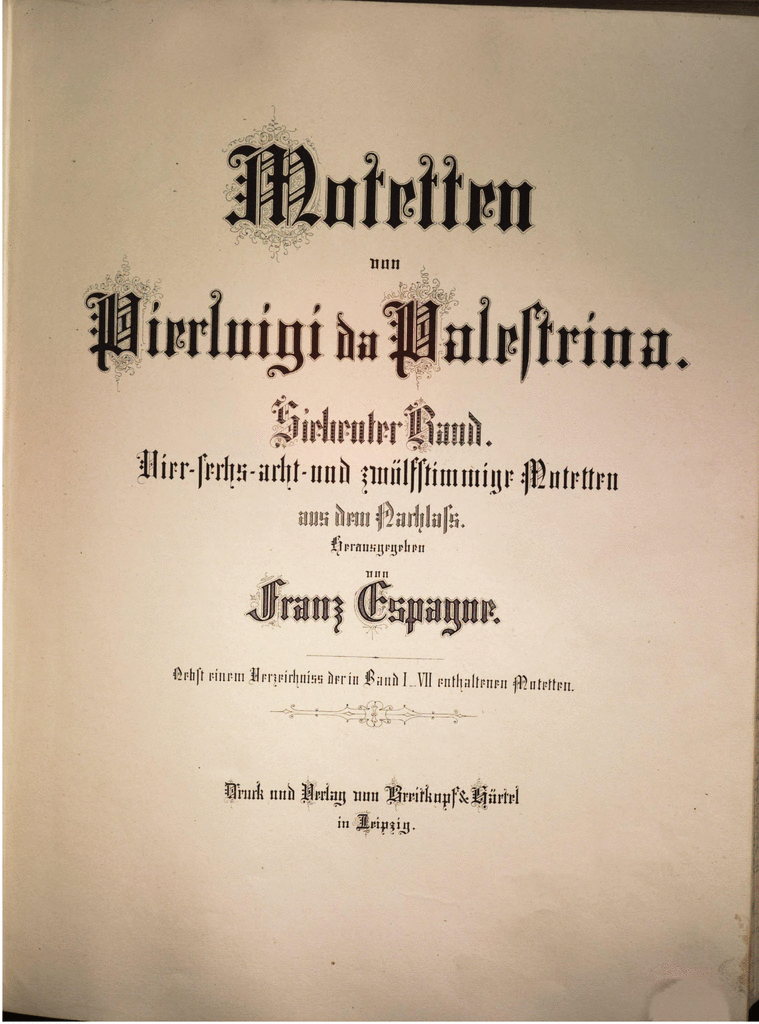 Motetten
von
Pierluigi da Palestrina.
Siebenter Band.
Vier-sechs-acht-und zwölfstimmige Motetten
aus dem Nachlass.
Herausgegeben
von
Franz Espagne.
Nebst einem Verzeichniss der in Band I_VII enthaltenen Motetten.
Druck und Verlag von Breitkopf & Härtel
in Leipzig.